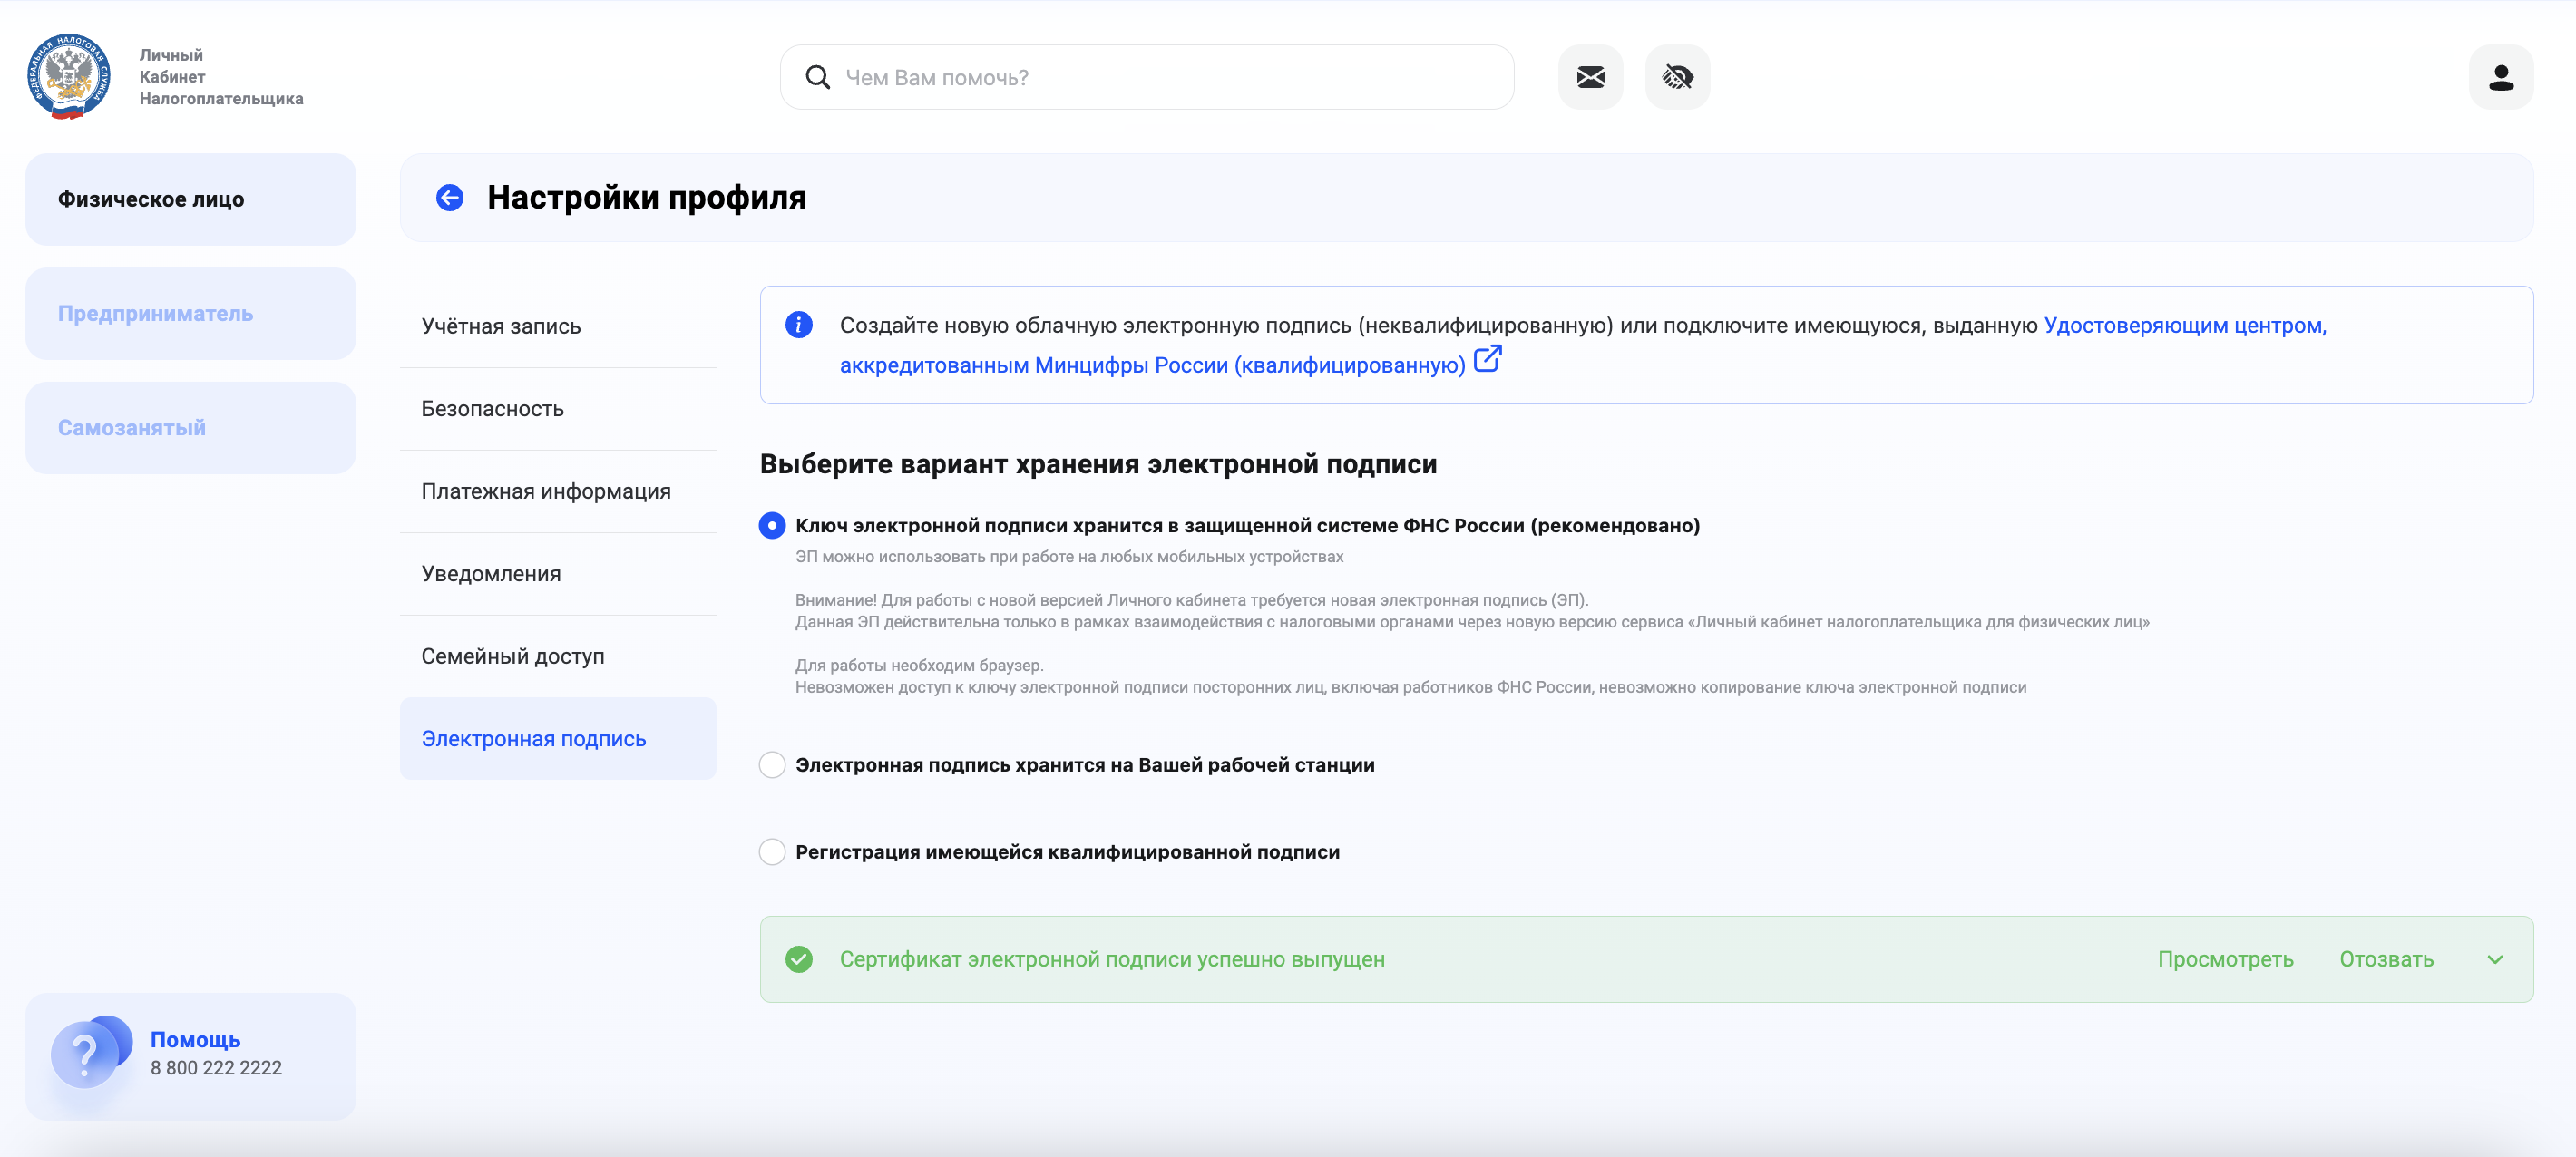 ФЕДЕРАЛЬНАЯ НАЛОГОВАЯ СЛУЖБА
Личный
Кабинет
Налогоплательщика
Чем Вам помочь?
Физическое лицо
Предприниматель
Самозанятый
Настройки профиля
Учётная запись
Безопасность
Платежная информация
Уведомления
Семейный доступ
Электронная подпись
Создайте новую облачную электронную подпись (неквалифицированную) или подключите имеющуюся, выданную Удостоверяющим центром,
аккредитованным Минцифры России (квалифицированную)
Выберите вариант хранения электронной подписи
Ключ электронной подписи хранится в защищенной системе ФНС России (рекомендовано)
ЭП можно использовать при работе на любых мобильных устройствах
Внимание! Для работы с новой версией Личного кабинета требуется новая электронная подпись (ЭП).
Данная ЭП действительна только в рамках взаимодействия с налоговыми органами через новую версию сервиса «Личный кабинет налогоплательщика для физических лиц»
Для работы необходим браузер.
Невозможен доступ к ключу электронной подписи посторонних лиц, включая работников ФНС России, невозможно копирование ключа электронной подписи
Электронная подпись хранится на Вашей рабочей станции
Регистрация имеющейся квалифицированной подписи
Сертификат электронной подписи успешно выпущен
Просмотреть
Отозвать
Помощь
8 800 222 2222